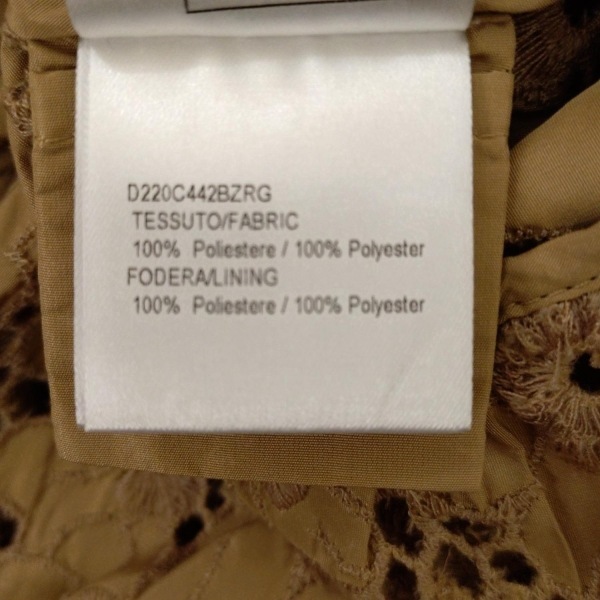 D220C442BZRG
TESSUTO/FABRIC
100% Poliestere / 100% Polyester
FODERA/LINING
100% Poliestere / 100% Polyester